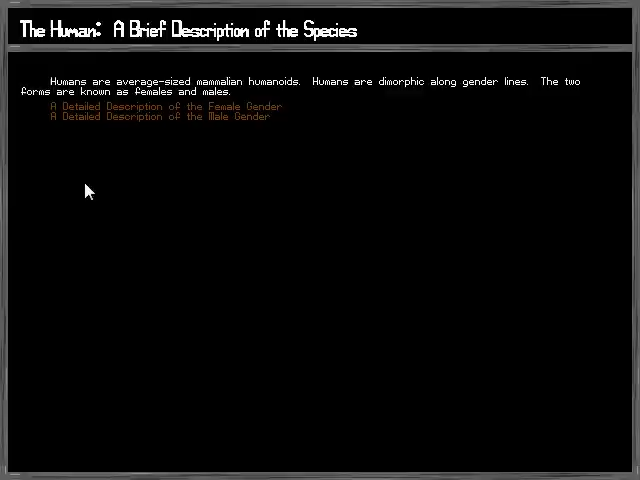 The Human: A Brief Description of the Species
Humans are average-sized mammalian humanoids. Humans are dimorphic along gender lines. The two
forms are known as females and males.
A Detailed Description of the Female Gender
A Detailed Description of the Male Gender